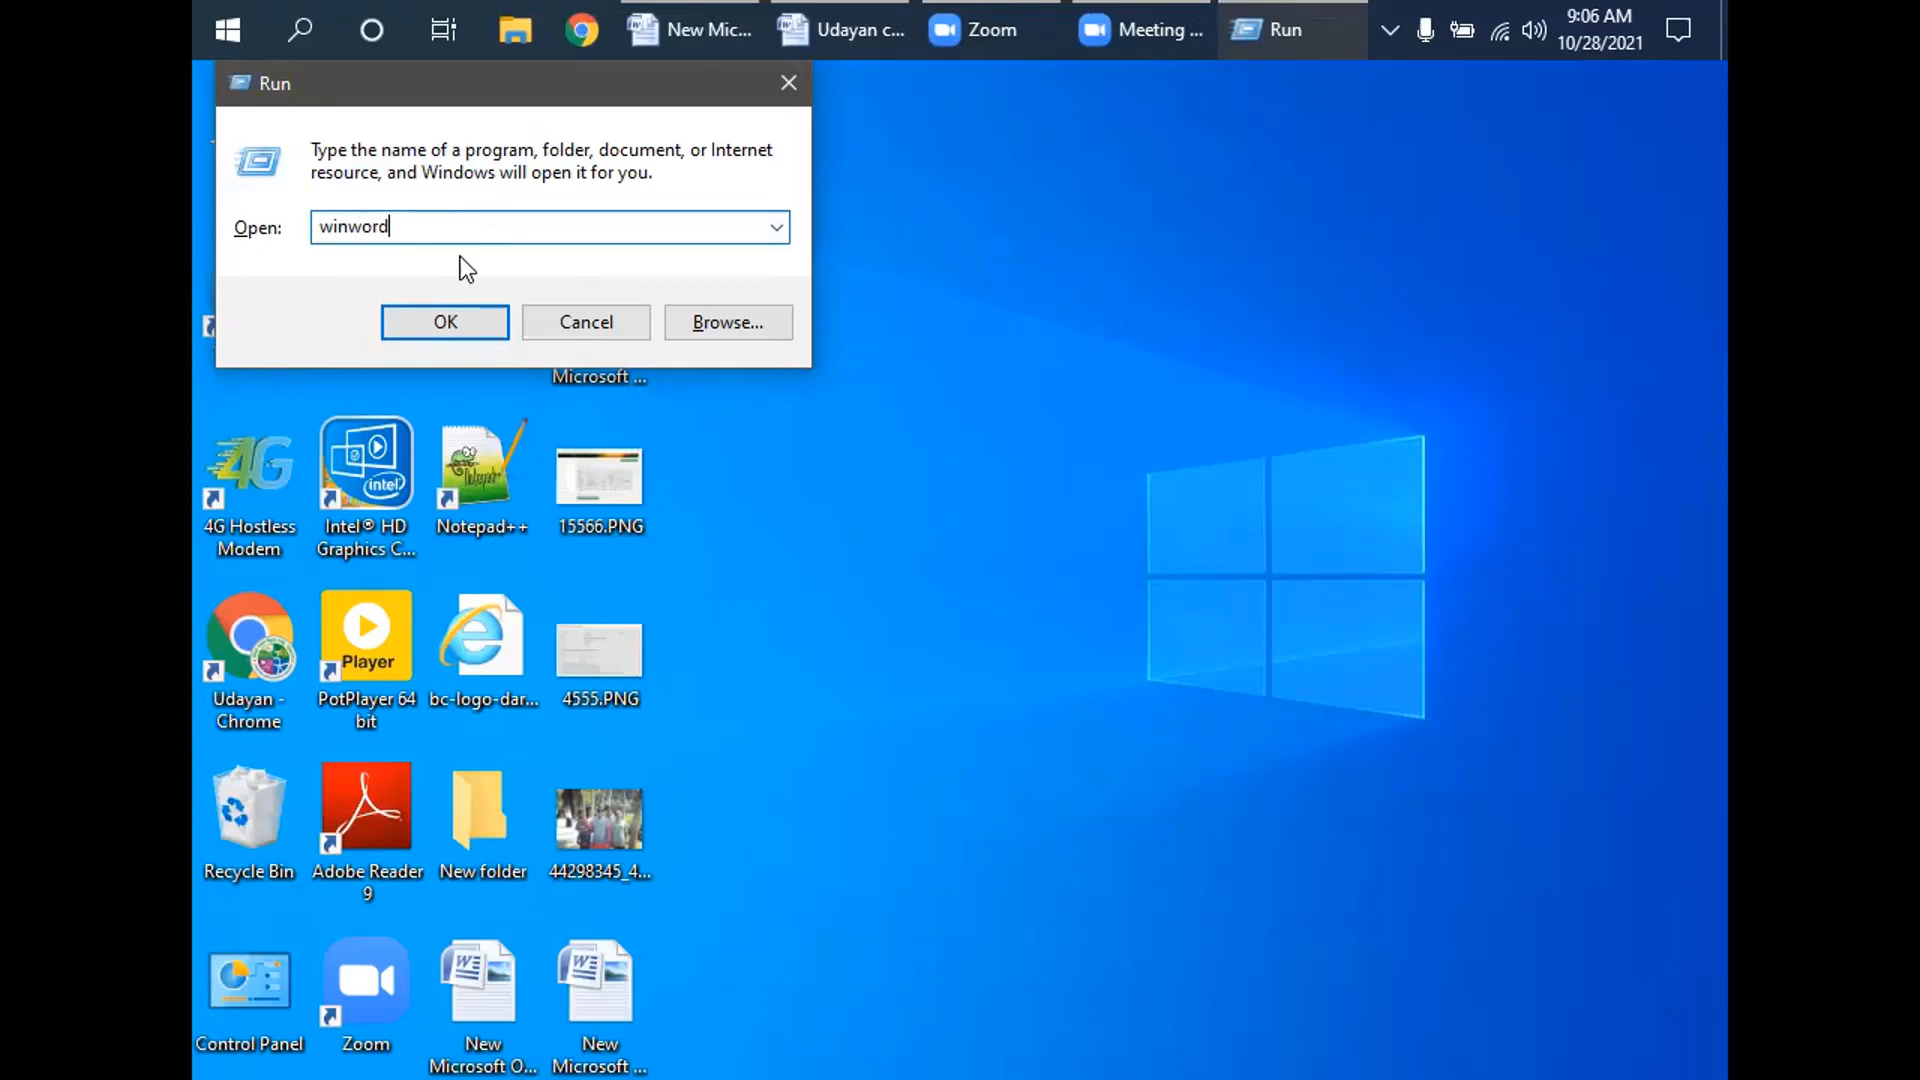 New Mic...
Udayan c...
Zoom
Meeting ...
Run
9:06 AM
10/28/2021
Run
Type the name of a program, folder, document, or Internet
resource, and Windows will open it for you.
Open:
winword
OK
Cancel
Browse...
Microsoft ...
4G
intel
Notepad++
4G Hostless
Modem
Intel® HD
Graphics C...
Notepad++
15566.PNG
Player
Udayan -
Chrome
PotPlayer 64
bit
bc-logo-dar...
4555.PNG
Recycle Bin
Adobe Reader
9
New folder
44298345_4...
Control Panel
Zoom
New
Microsoft O...
New
Microsoft ...